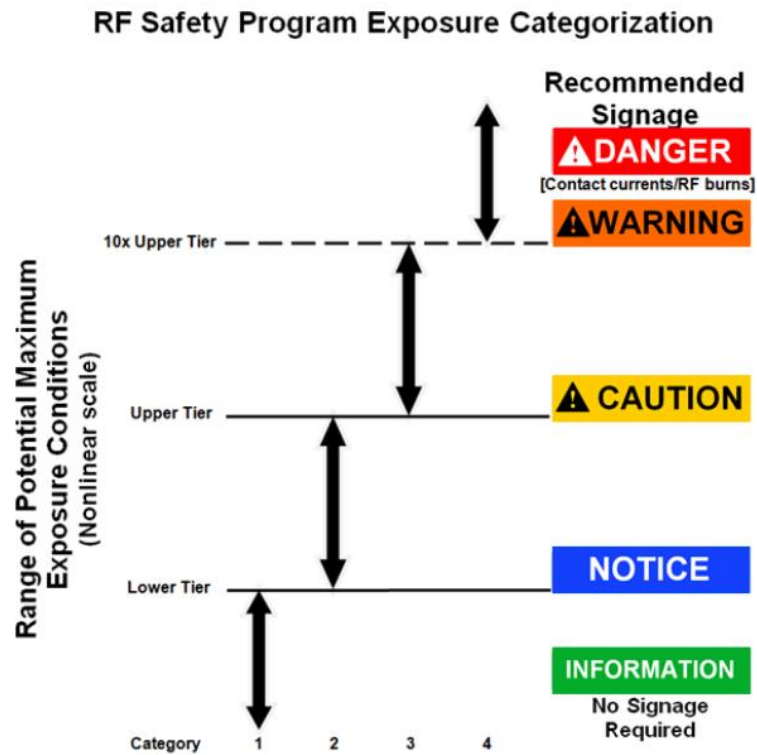 RF Safety Program Exposure Categorization
Recommended
Signage
DANGER
[Contact currents/RF burns]
WARNING
10x Upper Tier
Range of Potential Maximum
Exposure Conditions
(Nonlinear scale)
CAUTION
Upper Tier
NOTICE
Lower Tier
INFORMATION
No Signage
Required
Category 1 2 3 4